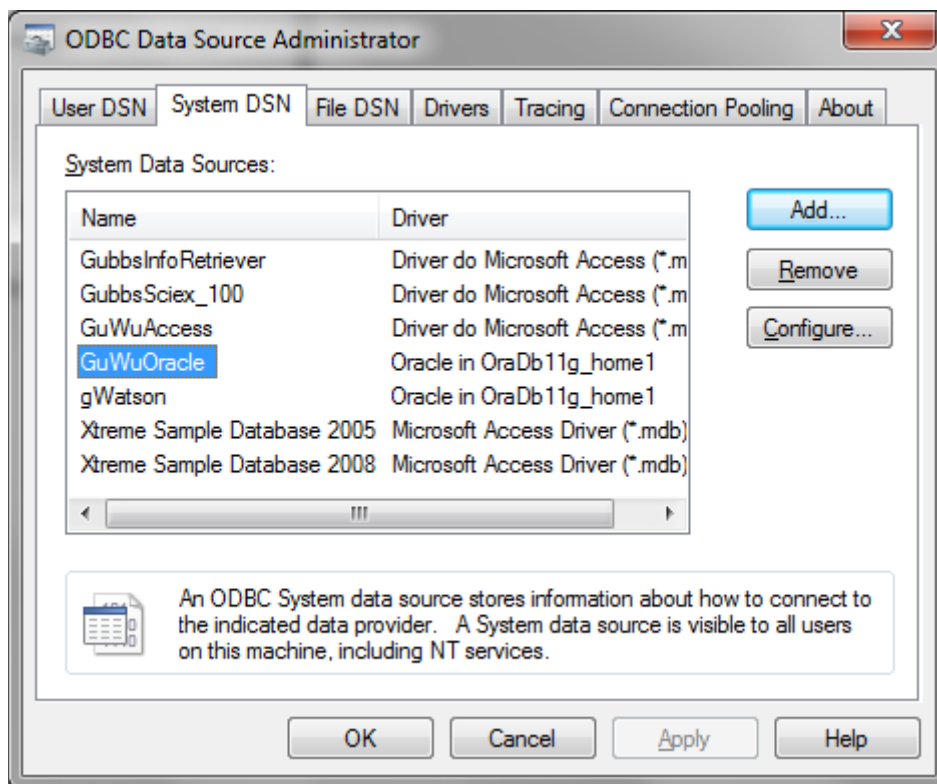 ODBC Data Source Administrator
User DSN System DSN File DSN Drivers Tracing Connection Pooling About
System Data Sources:
Name Driver
GubbsInfoRetriever Driver do Microsoft Access (*.m
GubbsSciex_100 Driver do Microsoft Access (*.m
GuWuAccess Driver do Microsoft Access (*.m
GuWuOracle Oracle in OraDb11g_home1
gWatson Oracle in OraDb11g_home1
Xtreme Sample Database 2005 Microsoft Access Driver (*.mdb)
Xtreme Sample Database 2008 Microsoft Access Driver (*.mdb)
Add...
Remove
Configure...
An ODBC System data source stores information about how to connect to
the indicated data provider. A System data source is visible to all users
on this machine, including NT services.
OK Cancel Apply Help